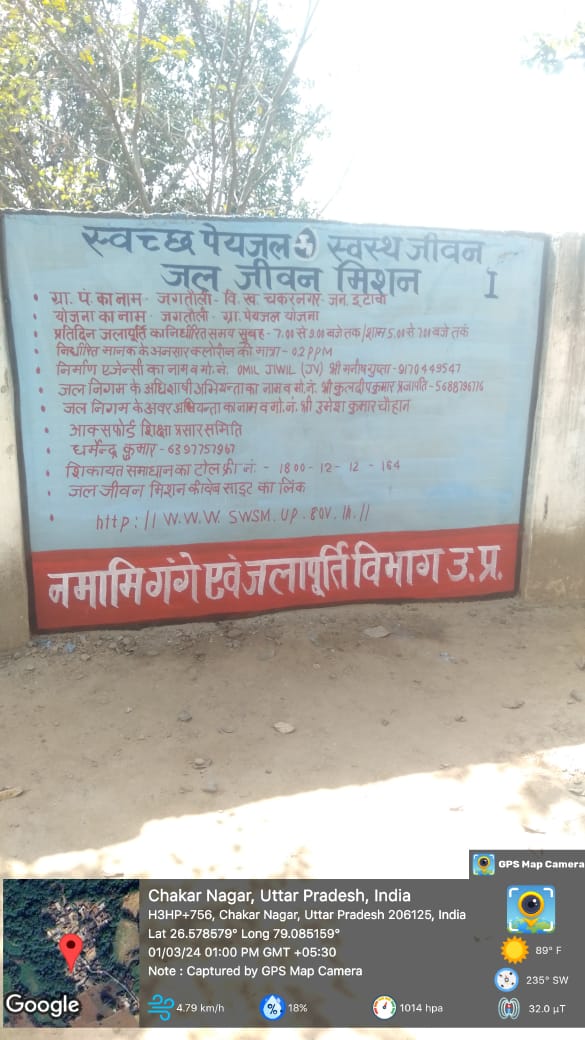 स्वच्छ पेयजल स्वस्थ जीवन
जल जीवन मिशन I
ग्रा. पं. का नाम - जगतौली - वि. ख. चकरनगर - जन. इटावा
योजना का नाम - जगतौली - ग्रा. पेयजल योजना
प्रतिदिन जलापूर्ति का निर्धारित समय सुबह - 7.00 से 9.00 बजे तक / शाम 5.00 से 7.00 बजे तक
निर्धारित मानक के अनसार क्लोरीन की मात्रा - 0.2 PPM
निर्माण एजेन्सी का नाम व मो. नं. OMIL JIWIL (JV) श्री मनीष गुप्ता - 9170449547
जल निगम के अधिशाषी अभियन्ता का नाम व मो. नं. श्री कुलदीप कुमार प्रजापति - 5688796776
जल निगम के अवर अभियन्ता का नाम व मो. नं. श्री उमेश कुमार चौहान
आक्सफोर्ड शिक्षा प्रसार समिति
धर्मेन्द्र कुमार - 6397757967
शिकायत समधान का टोल फ्री नं: - 1800 - 12 - 12 - 164
जल जीवन मिशन की वेब साइट का लिंक
http://www.SWSM.UP.GOV.IN.//
नमामि गंगे एवं जलापूर्ति विभाग उ. प्र.
GPS Map Camera
Chakar Nagar, Uttar Pradesh, India
H3HP+756, Chakar Nagar, Uttar Pradesh 206125, India
Lat 26.578579° Long 79.085159°
01/03/24 01:00 PM GMT +05:30
Note : Captured by GPS Map Camera
Google
89° F
235° SW
4.79 km/h
18%
1014 hpa
32.0 µT